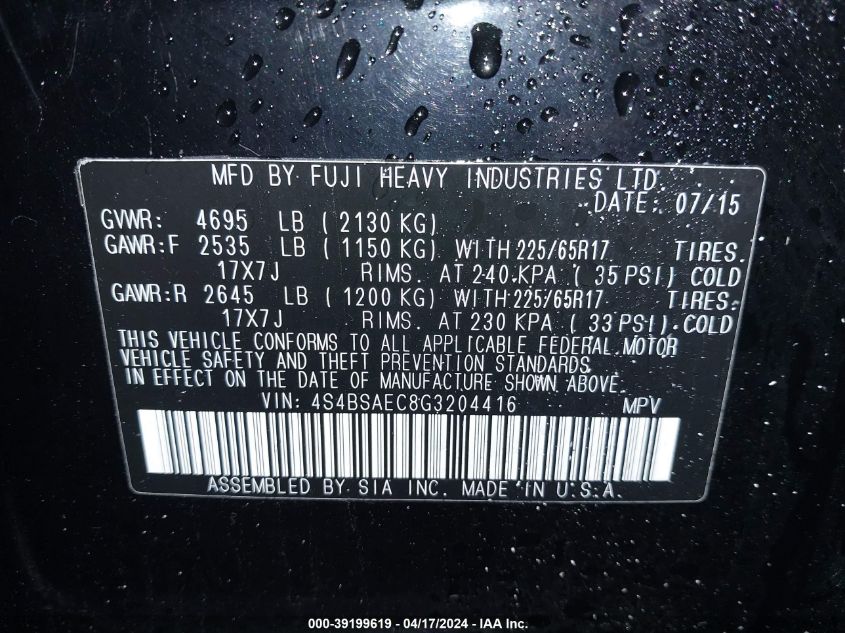 MFD BY FUJI HEAVY INDUSTRIES LTD.
DATE: 07/15
GVWR: 4695 LB ( 2130 KG)
GAWR:F 2535 LB ( 1150 KG) WITH 225/65R17 TIRES.
17X7J RIMS. AT 240 KPA ( 35 PSI) COLD
GAWR:R 2645 LB ( 1200 KG) WITH 225/65R17 TIRES.
17X7J RIMS. AT 230 KPA ( 33 PSI). COLD
THIS VEHICLE CONFORMS TO ALL APPLICABLE FEDERAL MOTOR
VEHICLE SAFETY AND THEFT PREVENTION STANDARDS
IN EFFECT ON THE DATE OF MANUFACTURE SHOWN ABOVE.
VIN: 4S4BSAEC8G3204416 MPV
ASSEMBLED BY SIA INC. MADE IN U.S.A.
000-39199619 - 04/17/2024 - IAA Inc.